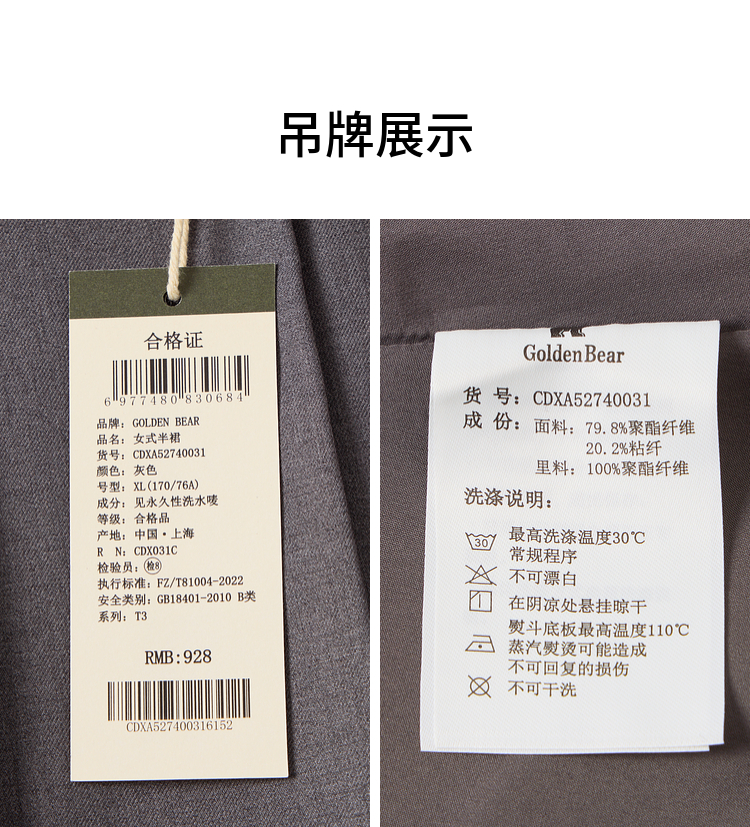 吊牌展示
合格证
6 977480 830684
品牌: GOLDEN BEAR
品名: 女式半裙
货号: CDXA52740031
颜色: 灰色
号型: XL(170/76A)
成分: 见永久性洗水唛
等级: 合格品
产地: 中国·上海
R N: CDX031C
检验员: 检8
执行标准: FZ/T81004-2022
安全类别: GB18401-2010 B类
系列: T3
RMB:928
CDXA527400316152
GoldenBear
货 号: CDXA52740031
成 份: 面料: 79.8%聚酯纤维
20.2%粘纤
里料: 100%聚酯纤维
洗涤说明:
30
最高洗涤温度30℃
常规程序
不可漂白
在阴凉处悬挂晾干
熨斗底板最高温度110℃
蒸汽熨烫可能造成
不可回复的损伤
不可干洗